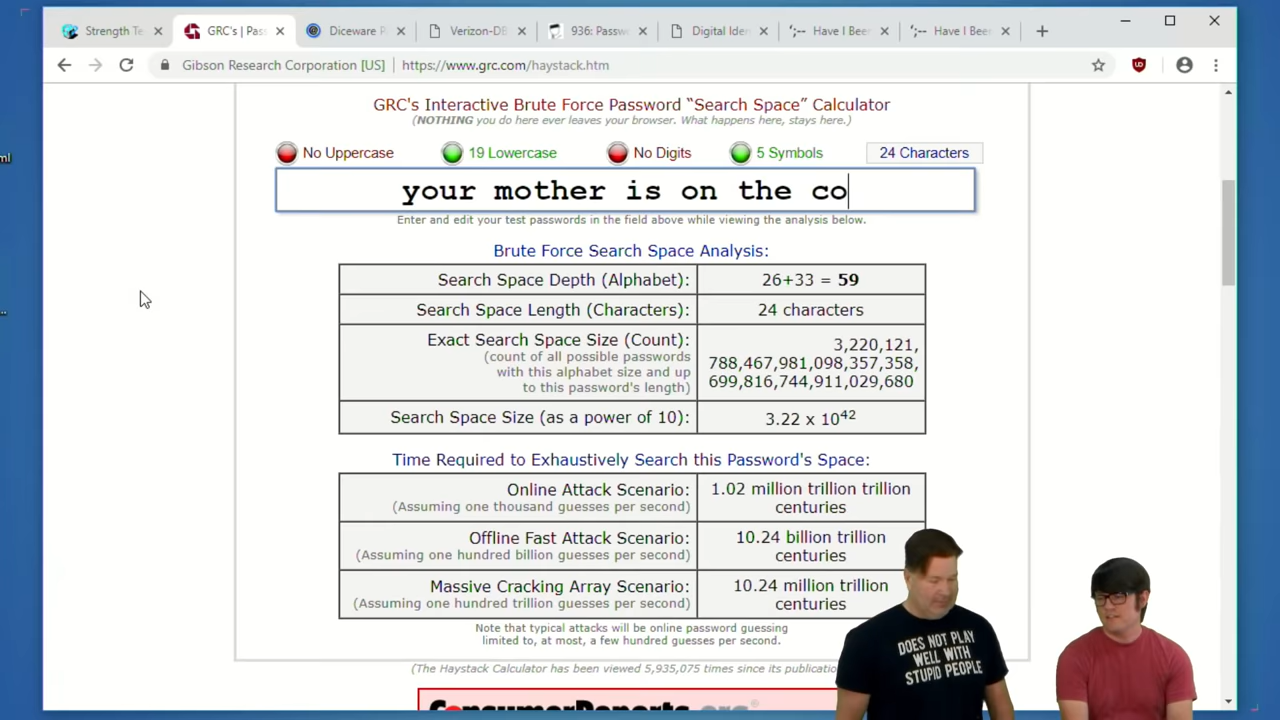 Strength Te
GRC's | Pass
Diceware P
Verizon-DB
936: Passw
Digital Iden
Have I Been
Have I Been
Gibson Research Corporation [US] | https://www.grc.com/haystack.htm
ml
GRC's Interactive Brute Force Password “Search Space” Calculator
(NOTHING you do here ever leaves your browser. What happens here, stays here.)
No Uppercase 19 Lowercase No Digits 5 Symbols 24 Characters
your mother is on the co
Enter and edit your test passwords in the field above while viewing the analysis below.
Brute Force Search Space Analysis:
Search Space Depth (Alphabet): 26+33 = 59
Search Space Length (Characters): 24 characters
Exact Search Space Size (Count):
(count of all possible passwords
with this alphabet size and up
to this password's length)
3,220,121,
788,467,981,098,357,358,
699,816,744,911,029,680
Search Space Size (as a power of 10): 3.22 x 10^42
Time Required to Exhaustively Search this Password's Space:
Online Attack Scenario:
(Assuming one thousand guesses per second)
1.02 million trillion trillion
centuries
Offline Fast Attack Scenario:
(Assuming one hundred billion guesses per second)
10.24 billion trillion
centuries
Massive Cracking Array Scenario:
(Assuming one hundred trillion guesses per second)
10.24 million trillion
centuries
Note that typical attacks will be online password guessing
limited to, at most, a few hundred guesses per second.
(The Haystack Calculator has been viewed 5,935,075 times since its publica
ConsumerReports.org
DOES NOT PLAY
WELL WITH
STUPID PEOPLE